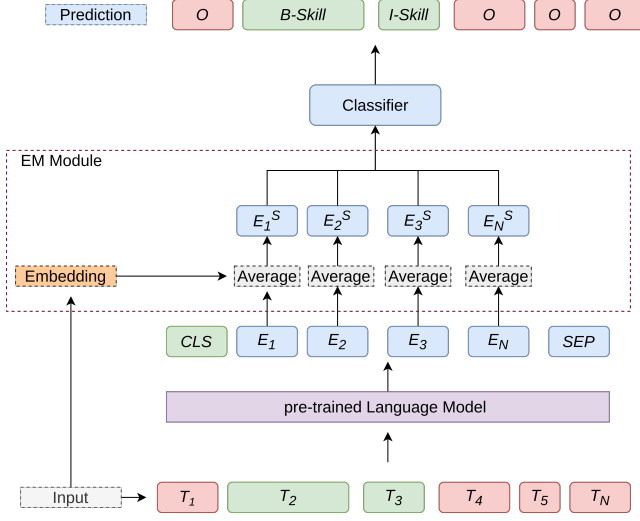 Prediction O B-Skill I-Skill O O O
Classifier
EM Module
E1S E2S E3S ENS
Embedding Average Average Average Average
CLS E1 E2 E3 EN SEP
pre-trained Language Model
Input T1 T2 T3 T4 T5 TN